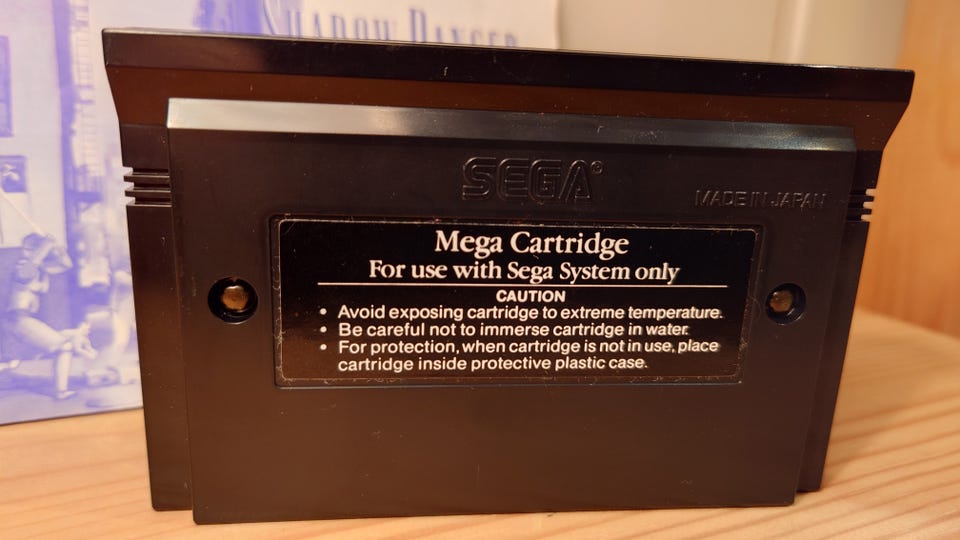 SHADOW DANCER
SEGA®
MADE IN JAPAN
Mega Cartridge
For use with Sega System only
CAUTION
• Avoid exposing cartridge to extreme temperature.
• Be careful not to immerse cartridge in water.
• For protection, when cartridge is not in use, place
cartridge inside protective plastic case.